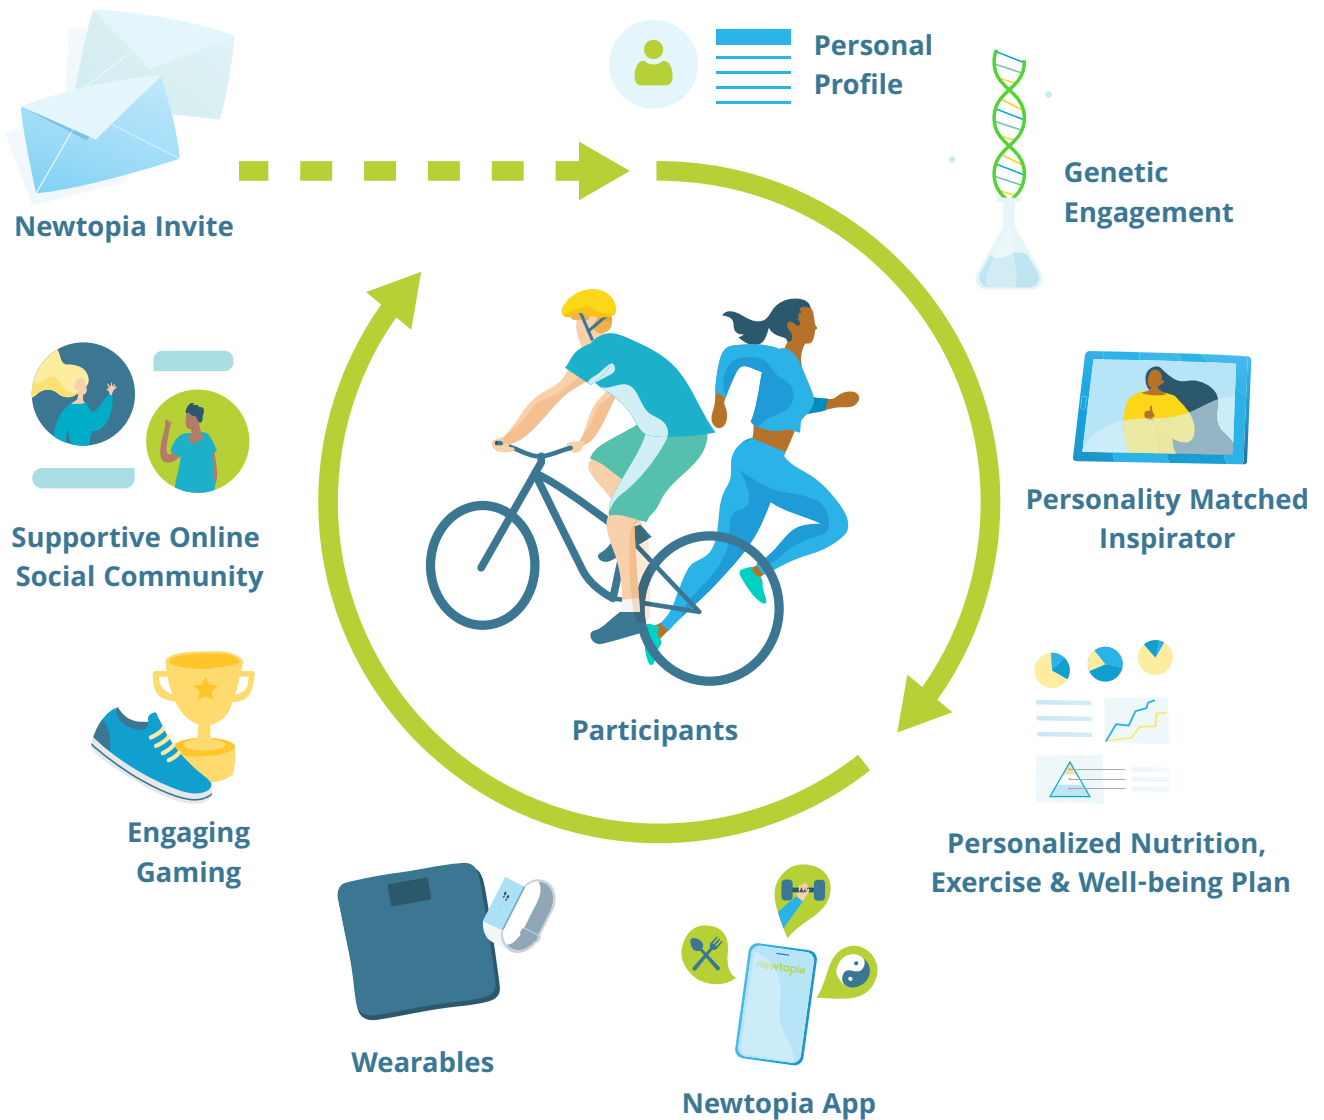 Personal
Profile
Genetic
Engagement
Newtopia Invite
Personality Matched
Inspirator
Supportive Online
Social Community
Participants
Engaging
Gaming
Personalized Nutrition,
Exercise & Well-being Plan
newtopia
Wearables
Newtopia App